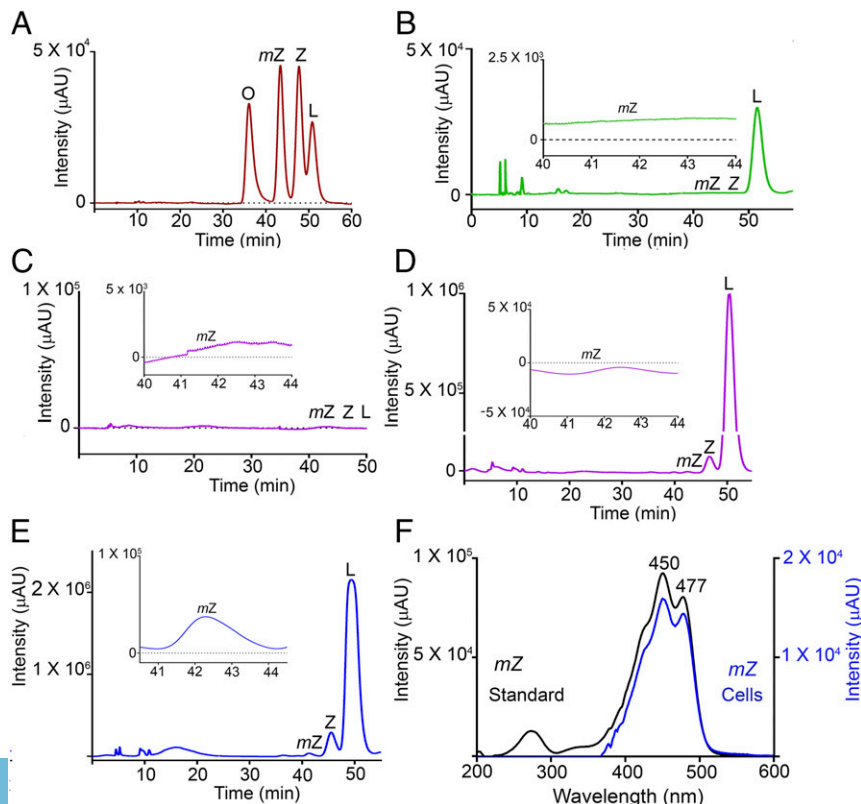 A
5 X 10⁴
0
Intensity (µAU)
O
mZ Z
L
10 20 30 40 50 60
Time (min)
B
5 X 10⁴
0
Intensity (µAU)
2.5 X 10³
mZ
0
40 41 42 43 44
L
mZ Z
0 10 20 30 40 50
Time (min)
C
1 X 10⁵
0
Intensity (µAU)
5 x 10³
mZ
0
40 41 42 43 44
mZ Z L
10 20 30 40 50
Time (min)
D
1 X 10⁶
5 X 10⁵
0
Intensity (µAU)
5 X 10⁴
mZ
0
-5 X 10⁴
40 41 42 43 44
L
mZ Z
10 20 30 40 50
Time (min)
E
2 X 10⁶
1 X 10⁶
0
Intensity (µAU)
1 X 10⁵
mZ
0
41 42 43 44
L
Z
mZ
10 20 30 40 50
Time (min)
F
1 X 10⁵
5 X 10⁴
0
Intensity (µAU)
450
477
mZ
Standard
mZ
Cells
2 X 10⁴
1 X 10⁴
0
Intensity (µAU)
200 300 400 500 600
Wavelength (nm)